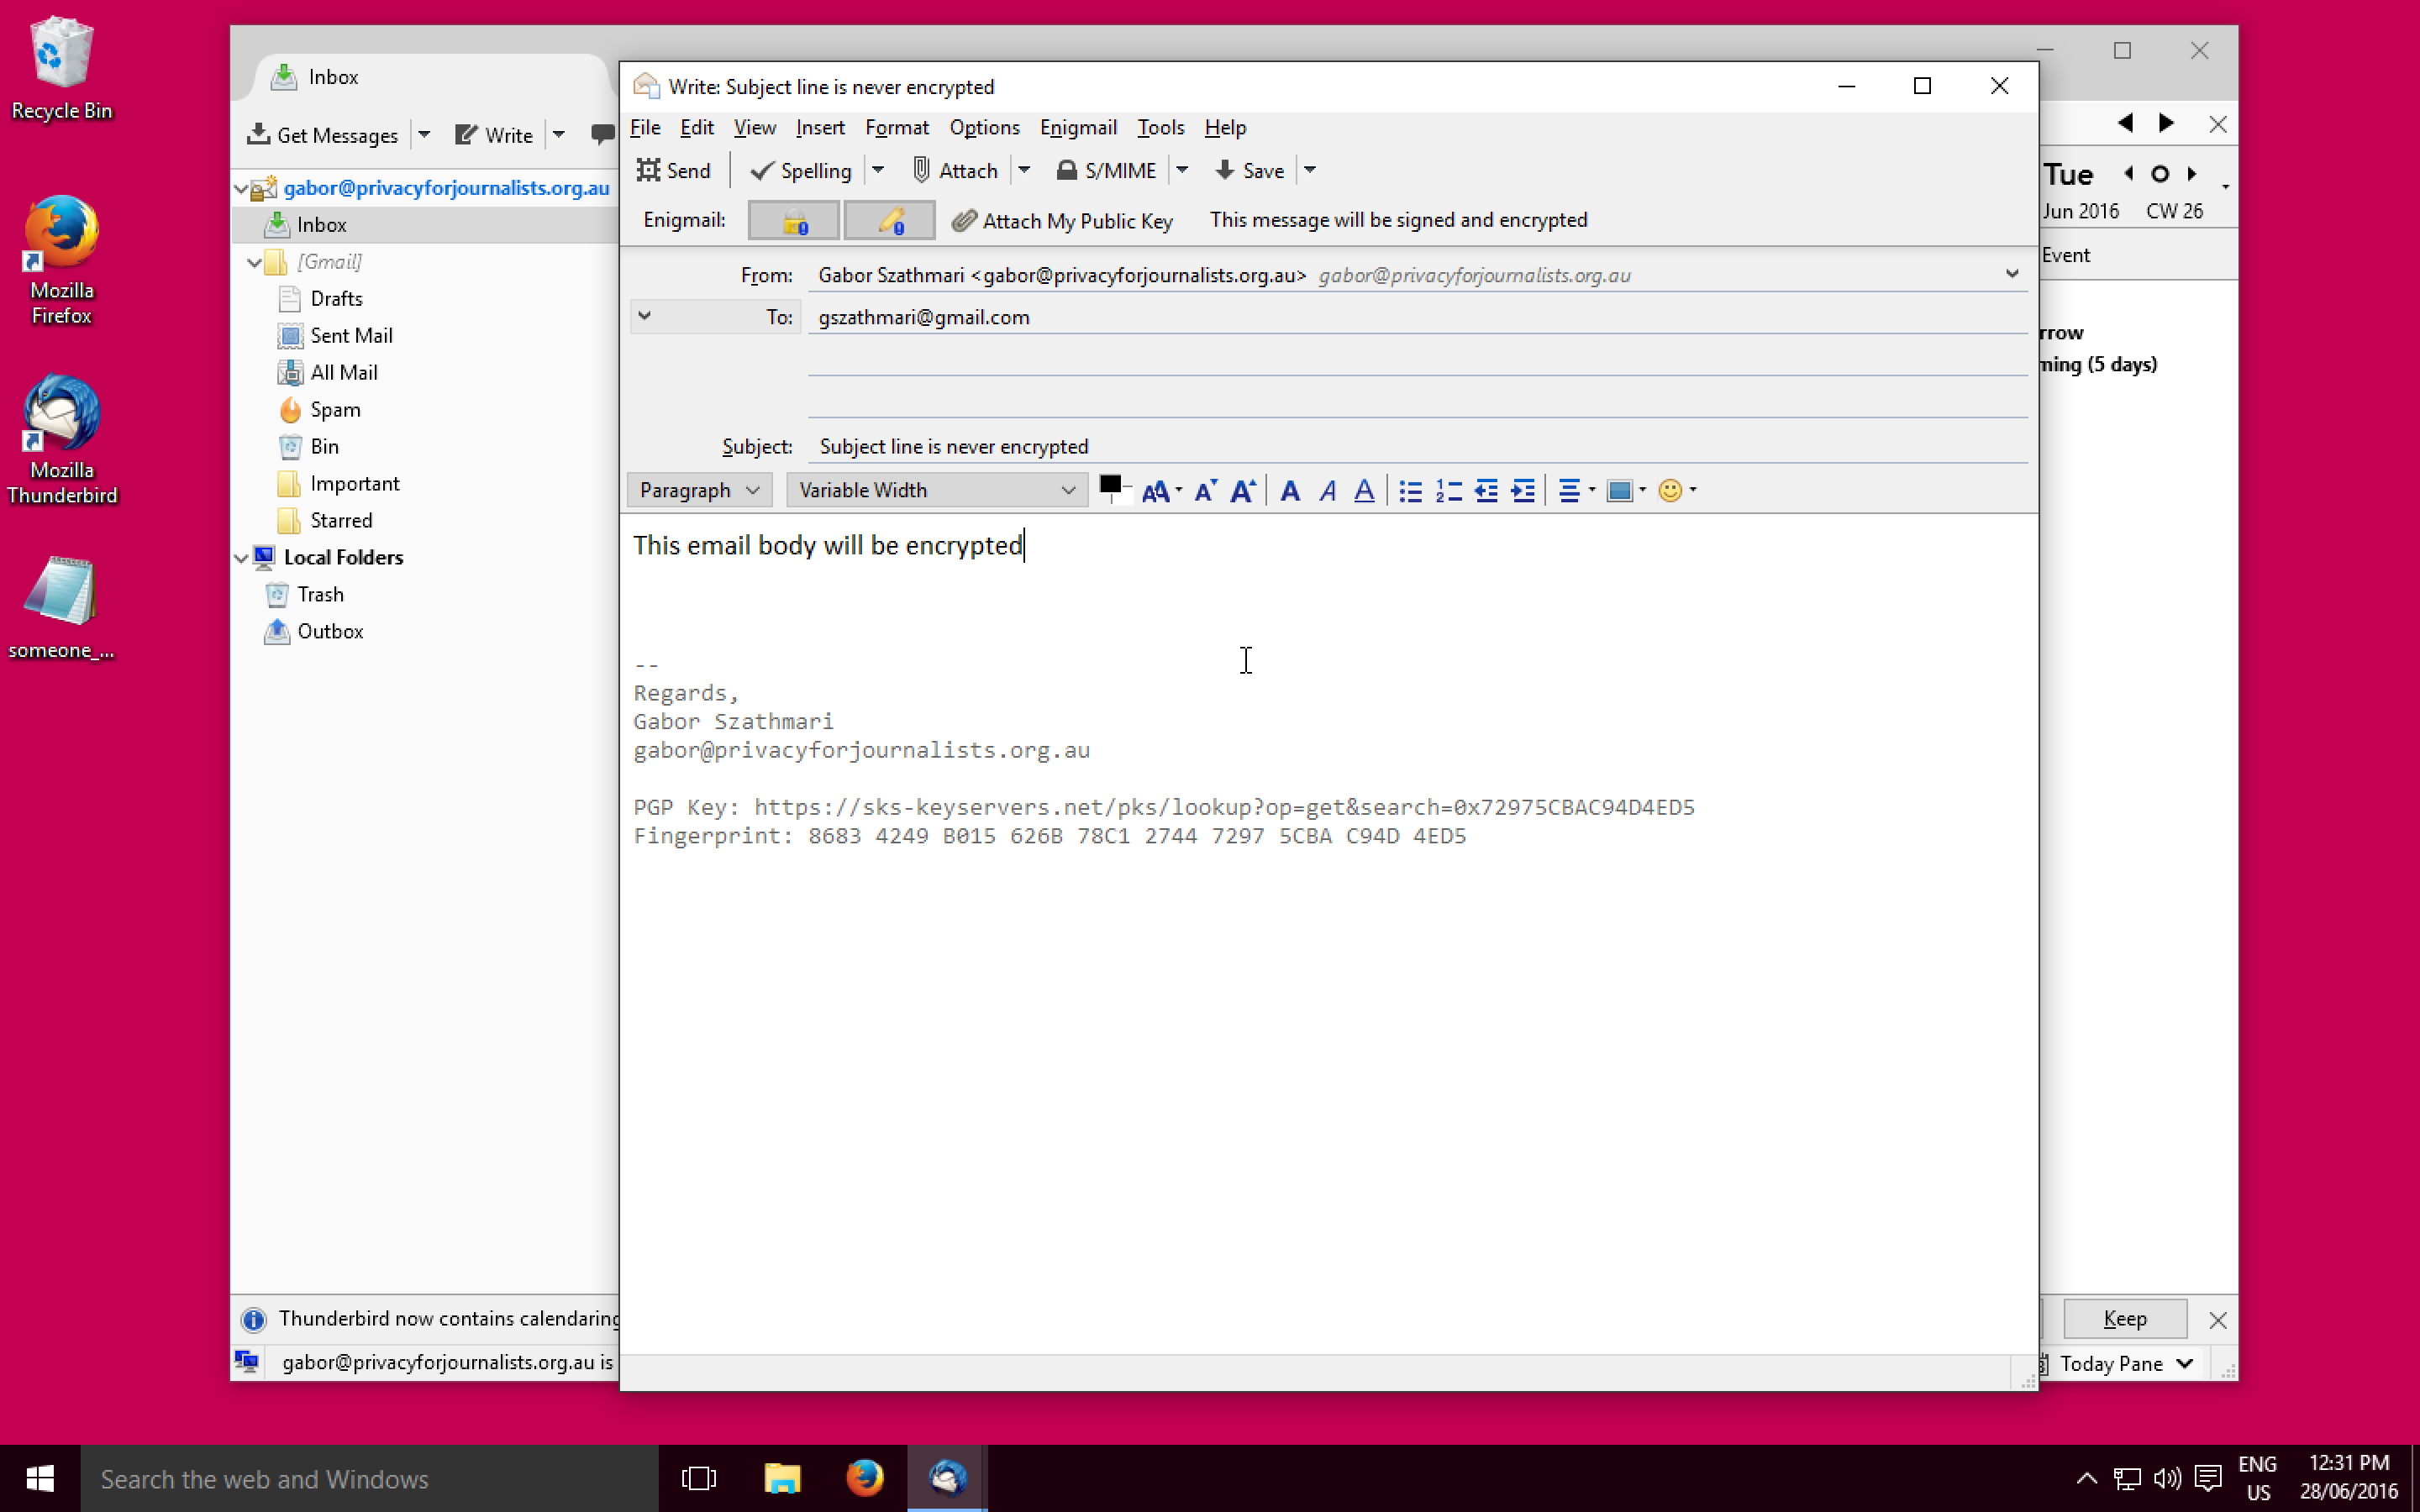 Recycle Bin
Mozilla
Firefox
Mozilla
Thunderbird
someone_...
Inbox
Get Messages
Write
gabor@privacyforjournalists.org.au
Inbox
[Gmail]
Drafts
Sent Mail
All Mail
Spam
Bin
Important
Starred
Local Folders
Trash
Outbox
Thunderbird now contains calendaring
gabor@privacyforjournalists.org.au is
Write: Subject line is never encrypted
File Edit View Insert Format Options Enigmail Tools Help
Send Spelling Attach S/MIME Save
Enigmail: Attach My Public Key This message will be signed and encrypted
From: Gabor Szathmari <gabor@privacyforjournalists.org.au> gabor@privacyforjournalists.org.au
To: gszathmari@gmail.com
Subject: Subject line is never encrypted
Paragraph Variable Width
This email body will be encrypted
--
Regards,
Gabor Szathmari
gabor@privacyforjournalists.org.au
PGP Key: https://sks-keyservers.net/pks/lookup?op=get&search=0x72975CBAC94D4ED5
Fingerprint: 8683 4249 B015 626B 78C1 2744 7297 5CBA C94D 4ED5
Tue
Jun 2016 CW 26
Event
rrow
ming (5 days)
Keep
Today Pane
Search the web and Windows
ENG
US
12:31 PM
28/06/2016